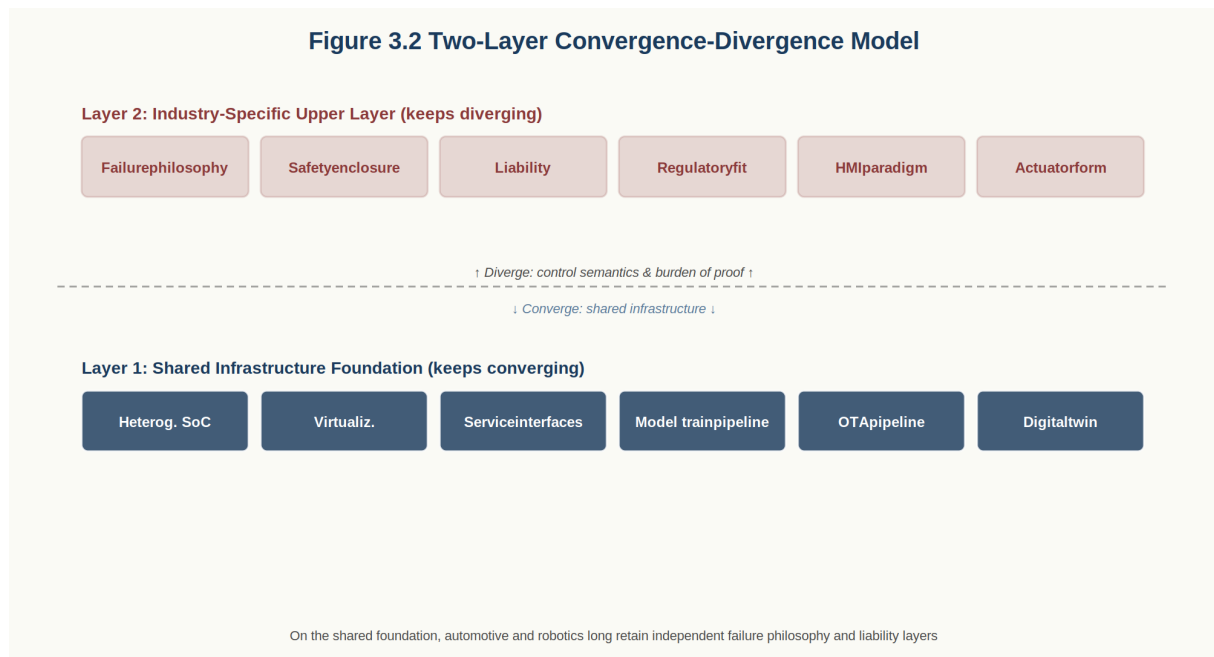 Figure 3.2 Two-Layer Convergence-Divergence Model
Layer 2: Industry-Specific Upper Layer (keeps diverging)
Failurephilosophy
Safetyenclosure
Liability
Regulatoryfit
HMIparadigm
Actuatorform
↑ Diverge: control semantics & burden of proof ↑
↓ Converge: shared infrastructure ↓
Layer 1: Shared Infrastructure Foundation (keeps converging)
Heterog. SoC
Virtualiz.
Serviceinterfaces
Model trainpipeline
OTApipeline
Digitaltwin
On the shared foundation, automotive and robotics long retain independent failure philosophy and liability layers